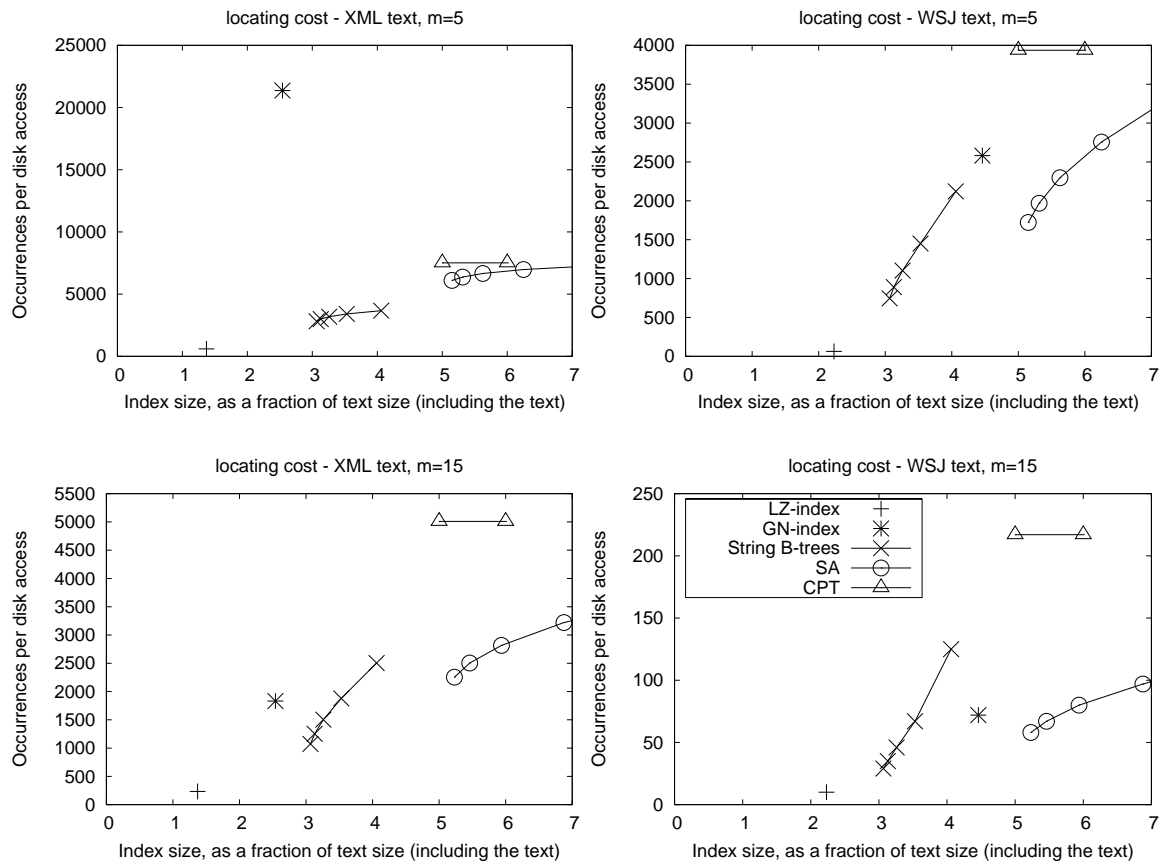 locating cost - XML text, m=5
Occurrences per disk access
25000
20000
15000
10000
5000
0
0 1 2 3 4 5 6 7
Index size, as a fraction of text size (including the text)
locating cost - WSJ text, m=5
Occurrences per disk access
4000
3500
3000
2500
2000
1500
1000
500
0
0 1 2 3 4 5 6 7
Index size, as a fraction of text size (including the text)
locating cost - XML text, m=15
Occurrences per disk access
5500
5000
4500
4000
3500
3000
2500
2000
1500
1000
500
0
0 1 2 3 4 5 6 7
Index size, as a fraction of text size (including the text)
locating cost - WSJ text, m=15
Occurrences per disk access
250
200
150
100
50
0
0 1 2 3 4 5 6 7
Index size, as a fraction of text size (including the text)
LZ-index
GN-index
String B-trees
SA
CPT